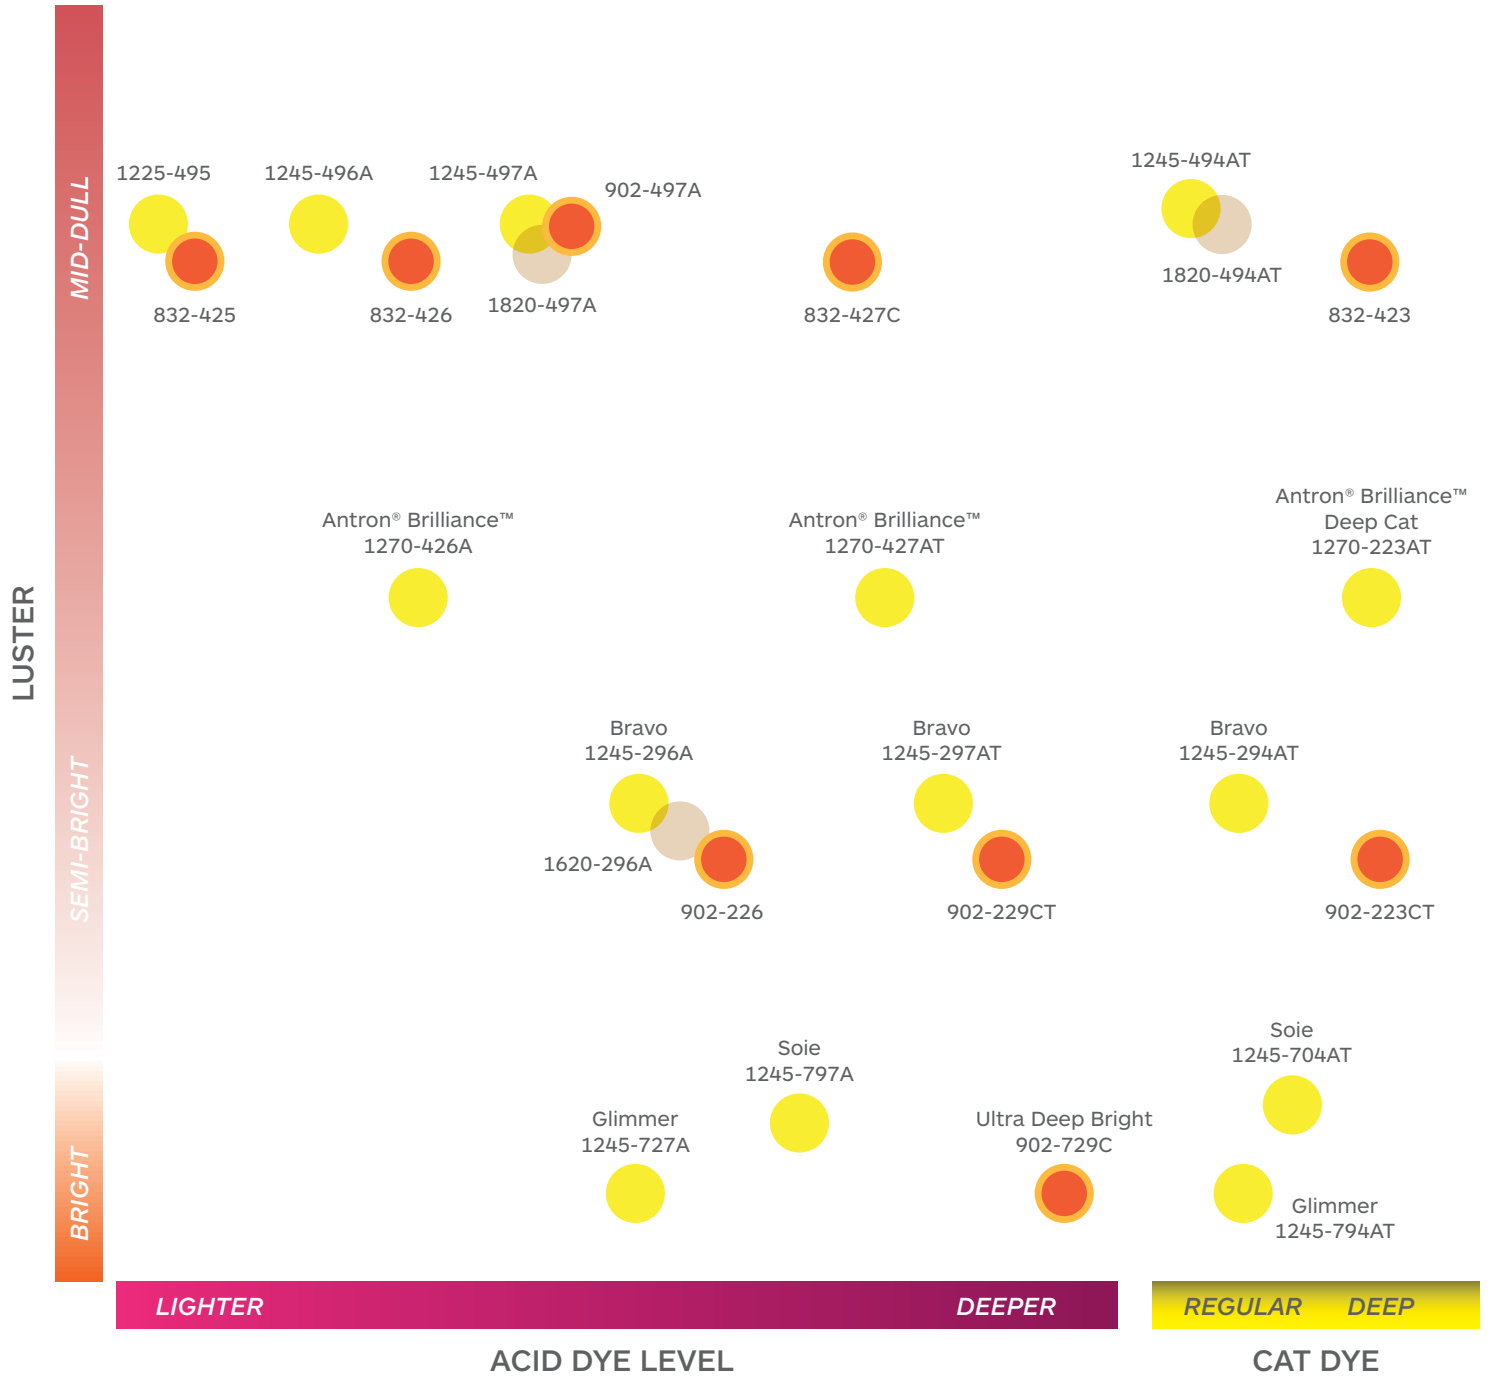 1245-494AT
1225-495
1245-496A
1245-497A
902-497A
MID-DULL
1820-494AT
1820-497A
832-425
832-426
832-427C
832-423
Antron® Brilliance™
Deep Cat
1270-223AT
Antron® Brilliance™
1270-426A
Antron® Brilliance™
1270-427AT
LUSTER
Bravo
1245-296A
Bravo
1245-297AT
Bravo
1245-294AT
SEMI-BRIGHT
1620-296A
902-226
902-229CT
902-223CT
Soie
1245-704AT
Soie
1245-797A
Glimmer
1245-727A
Ultra Deep Bright
902-729C
BRIGHT
Glimmer
1245-794AT
LIGHTER
DEEPER
REGULAR
DEEP
ACID DYE LEVEL
CAT DYE